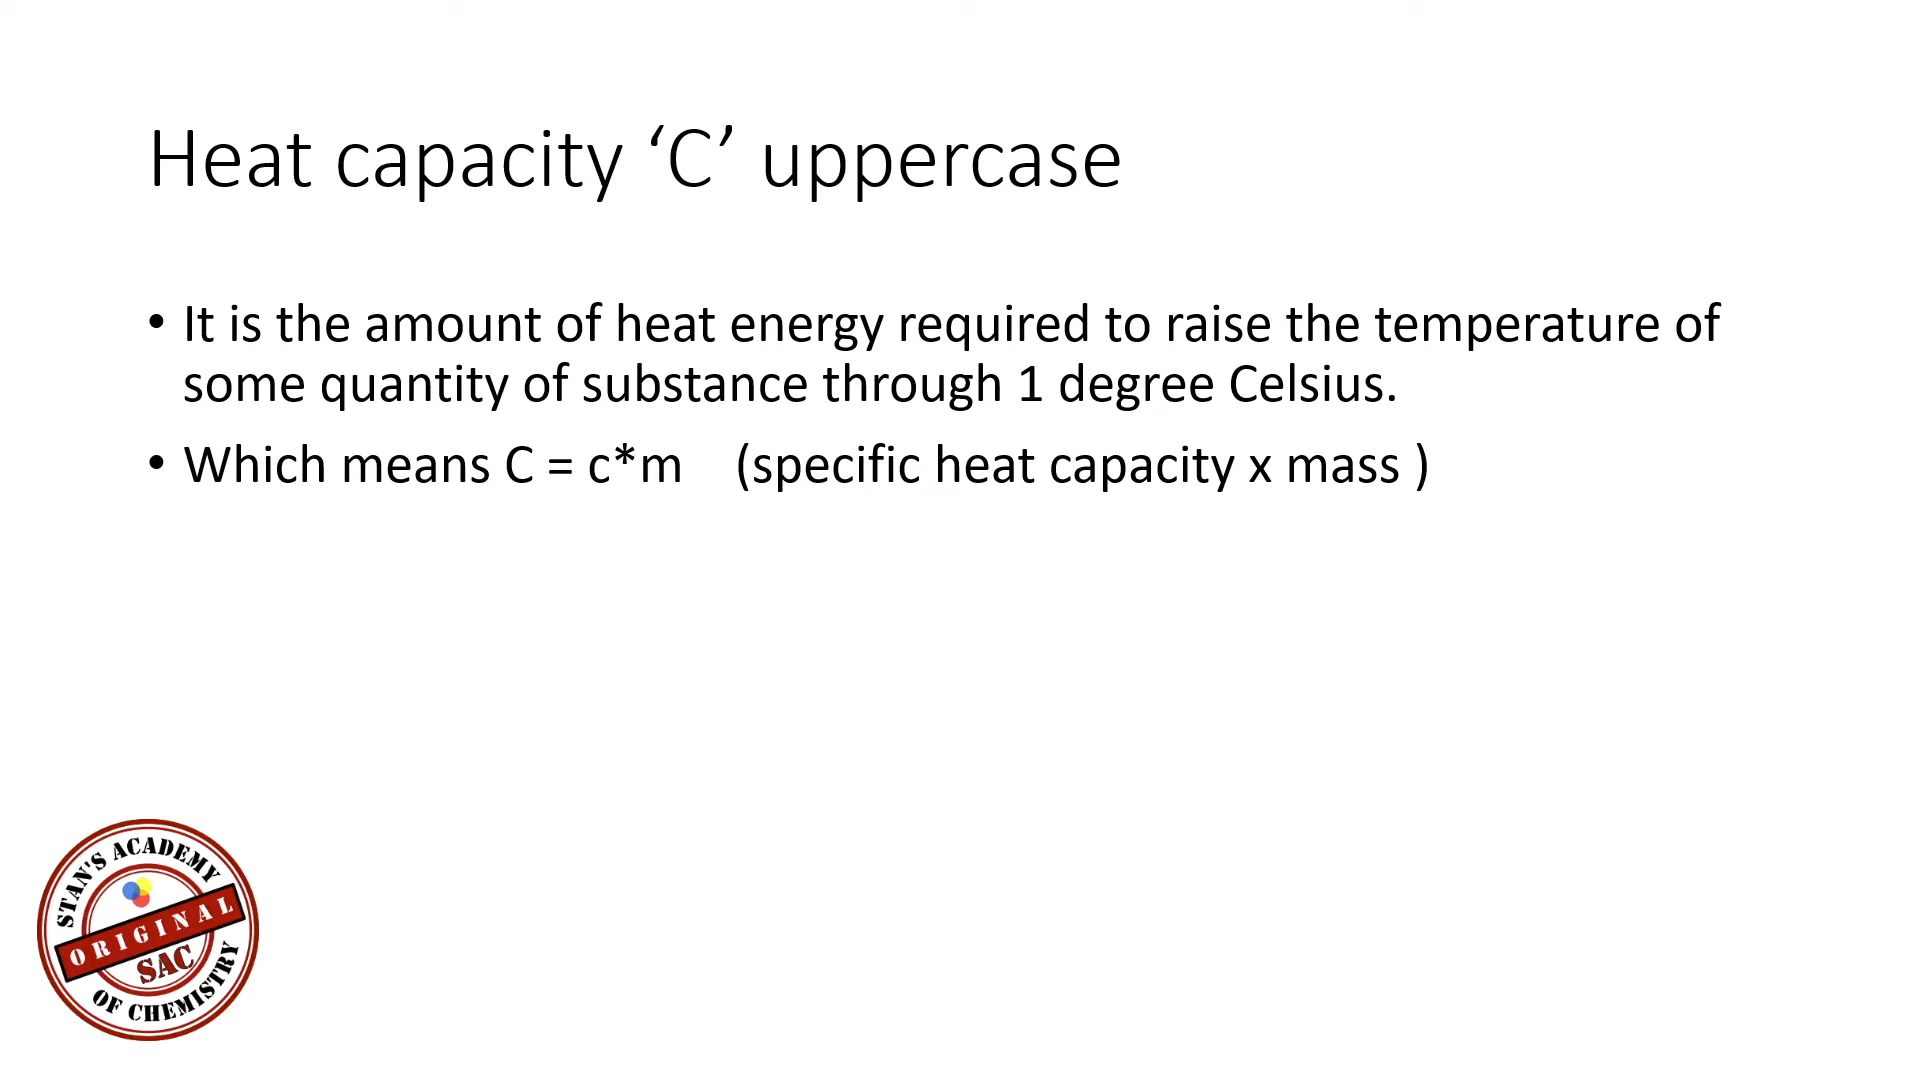 Heat capacity ‘C’ uppercase
• It is the amount of heat energy required to raise the temperature of
some quantity of substance through 1 degree Celsius.
• Which means C = c*m (specific heat capacity x mass )
STAN'S ACADEMY
ORIGINAL
SAC
OF CHEMISTRY